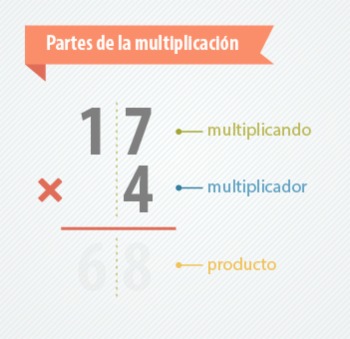 Partes de la multiplicación
17 multiplicando
× 4 multiplicador
68 producto